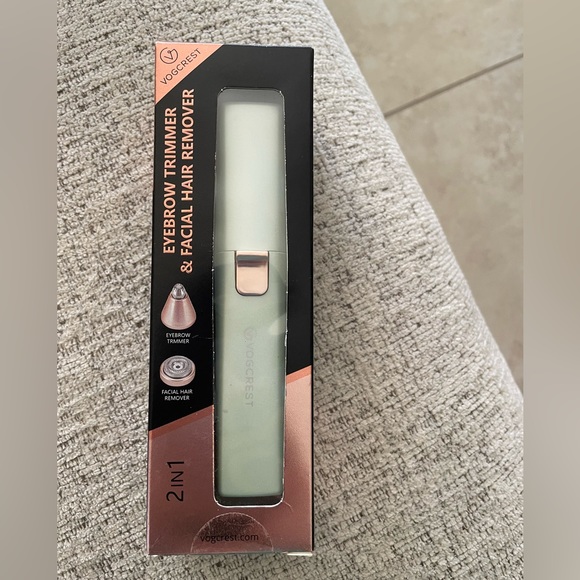 VOGCREST
EYEBROW TRIMMER
& FACIAL HAIR REMOVER
EYEBROW
TRIMMER
FACIAL HAIR
REMOVER
VOGCREST
2 IN 1
vogcrest.com